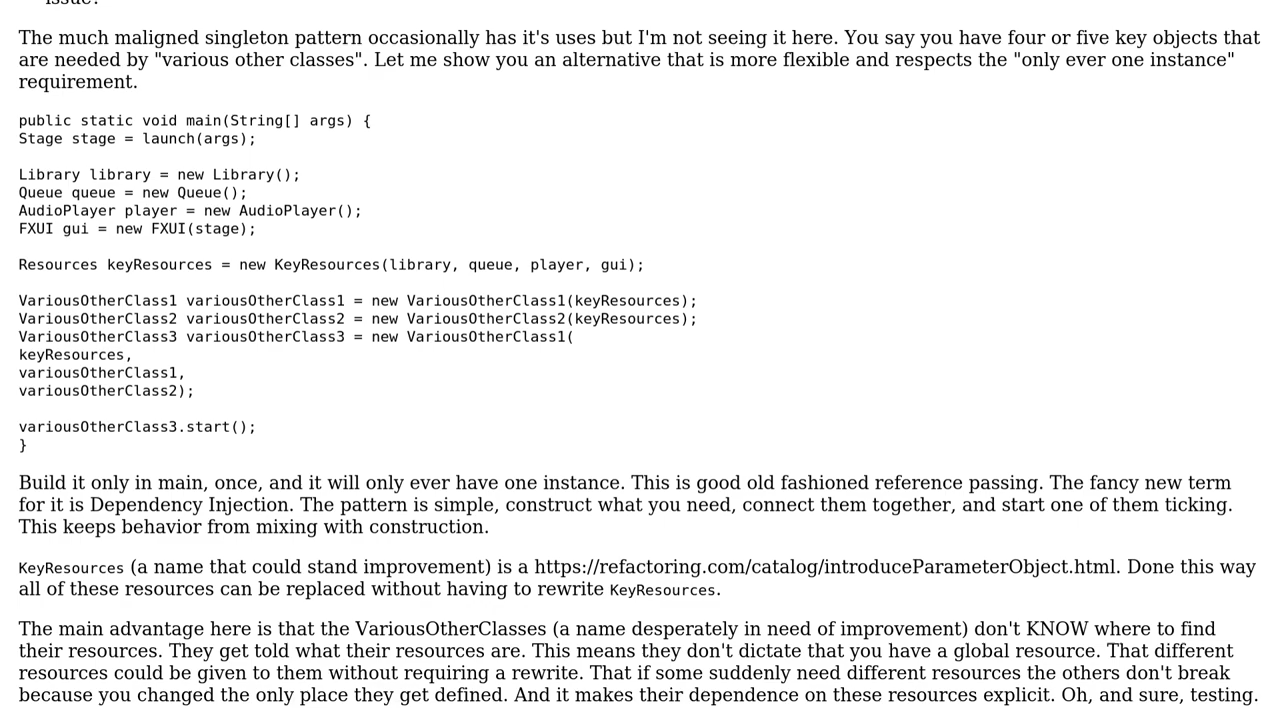 issue?
The much maligned singleton pattern occasionally has it's uses but I'm not seeing it here. You say you have four or five key objects that
are needed by "various other classes". Let me show you an alternative that is more flexible and respects the "only ever one instance"
requirement.
public static void main(String[] args) {
Stage stage = launch(args);
Library library = new Library();
Queue queue = new Queue();
AudioPlayer player = new AudioPlayer();
FXUI gui = new FXUI(stage);
Resources keyResources = new KeyResources(library, queue, player, gui);
VariousOtherClass1 variousOtherClass1 = new VariousOtherClass1(keyResources);
VariousOtherClass2 variousOtherClass2 = new VariousOtherClass2(keyResources);
VariousOtherClass3 variousOtherClass3 = new VariousOtherClass1(
keyResources,
variousOtherClass1,
variousOtherClass2);
variousOtherClass3.start();
}
Build it only in main, once, and it will only ever have one instance. This is good old fashioned reference passing. The fancy new term
for it is Dependency Injection. The pattern is simple, construct what you need, connect them together, and start one of them ticking.
This keeps behavior from mixing with construction.
KeyResources (a name that could stand improvement) is a https://refactoring.com/catalog/introduceParameterObject.html. Done this way
all of these resources can be replaced without having to rewrite KeyResources.
The main advantage here is that the VariousOtherClasses (a name desperately in need of improvement) don't KNOW where to find
their resources. They get told what their resources are. This means they don't dictate that you have a global resource. That different
resources could be given to them without requiring a rewrite. That if some suddenly need different resources the others don't break
because you changed the only place they get defined. And it makes their dependence on these resources explicit. Oh, and sure, testing.